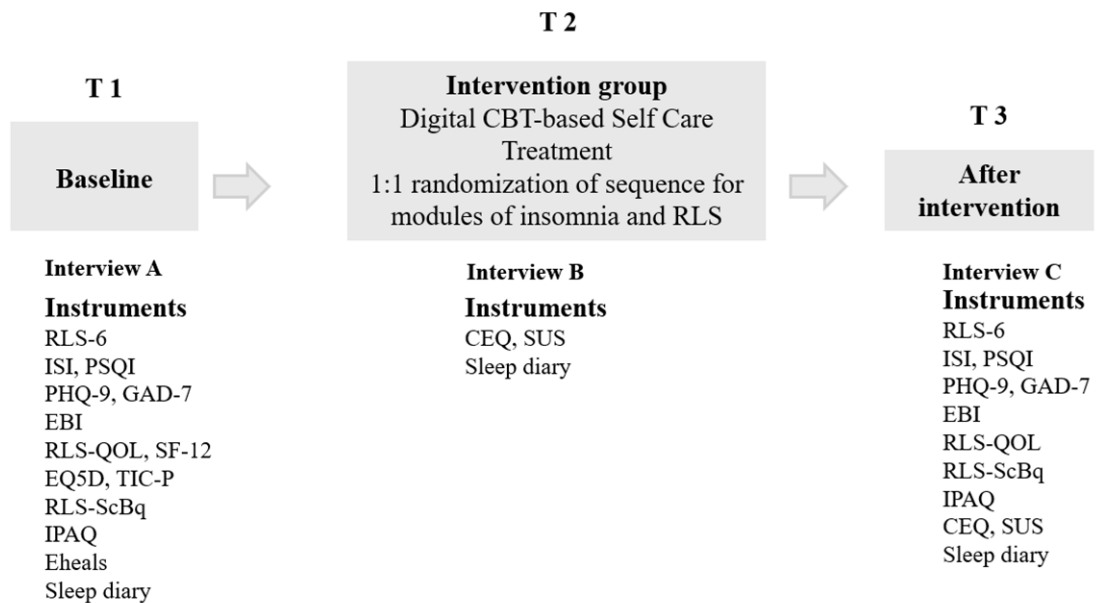 T 1
Baseline
Interview A
Instruments
RLS-6
ISI, PSQI
PHQ-9, GAD-7
EBI
RLS-QOL, SF-12
EQ5D, TIC-P
RLS-ScBq
IPAQ
Eheals
Sleep diary
T 2
Intervention group
Digital CBT-based Self Care
Treatment
1:1 randomization of sequence for
modules of insomnia and RLS
Interview B
Instruments
CEQ, SUS
Sleep diary
T 3
After
intervention
Interview C
Instruments
RLS-6
ISI, PSQI
PHQ-9, GAD-7
EBI
RLS-QOL
RLS-ScBq
IPAQ
CEQ, SUS
Sleep diary